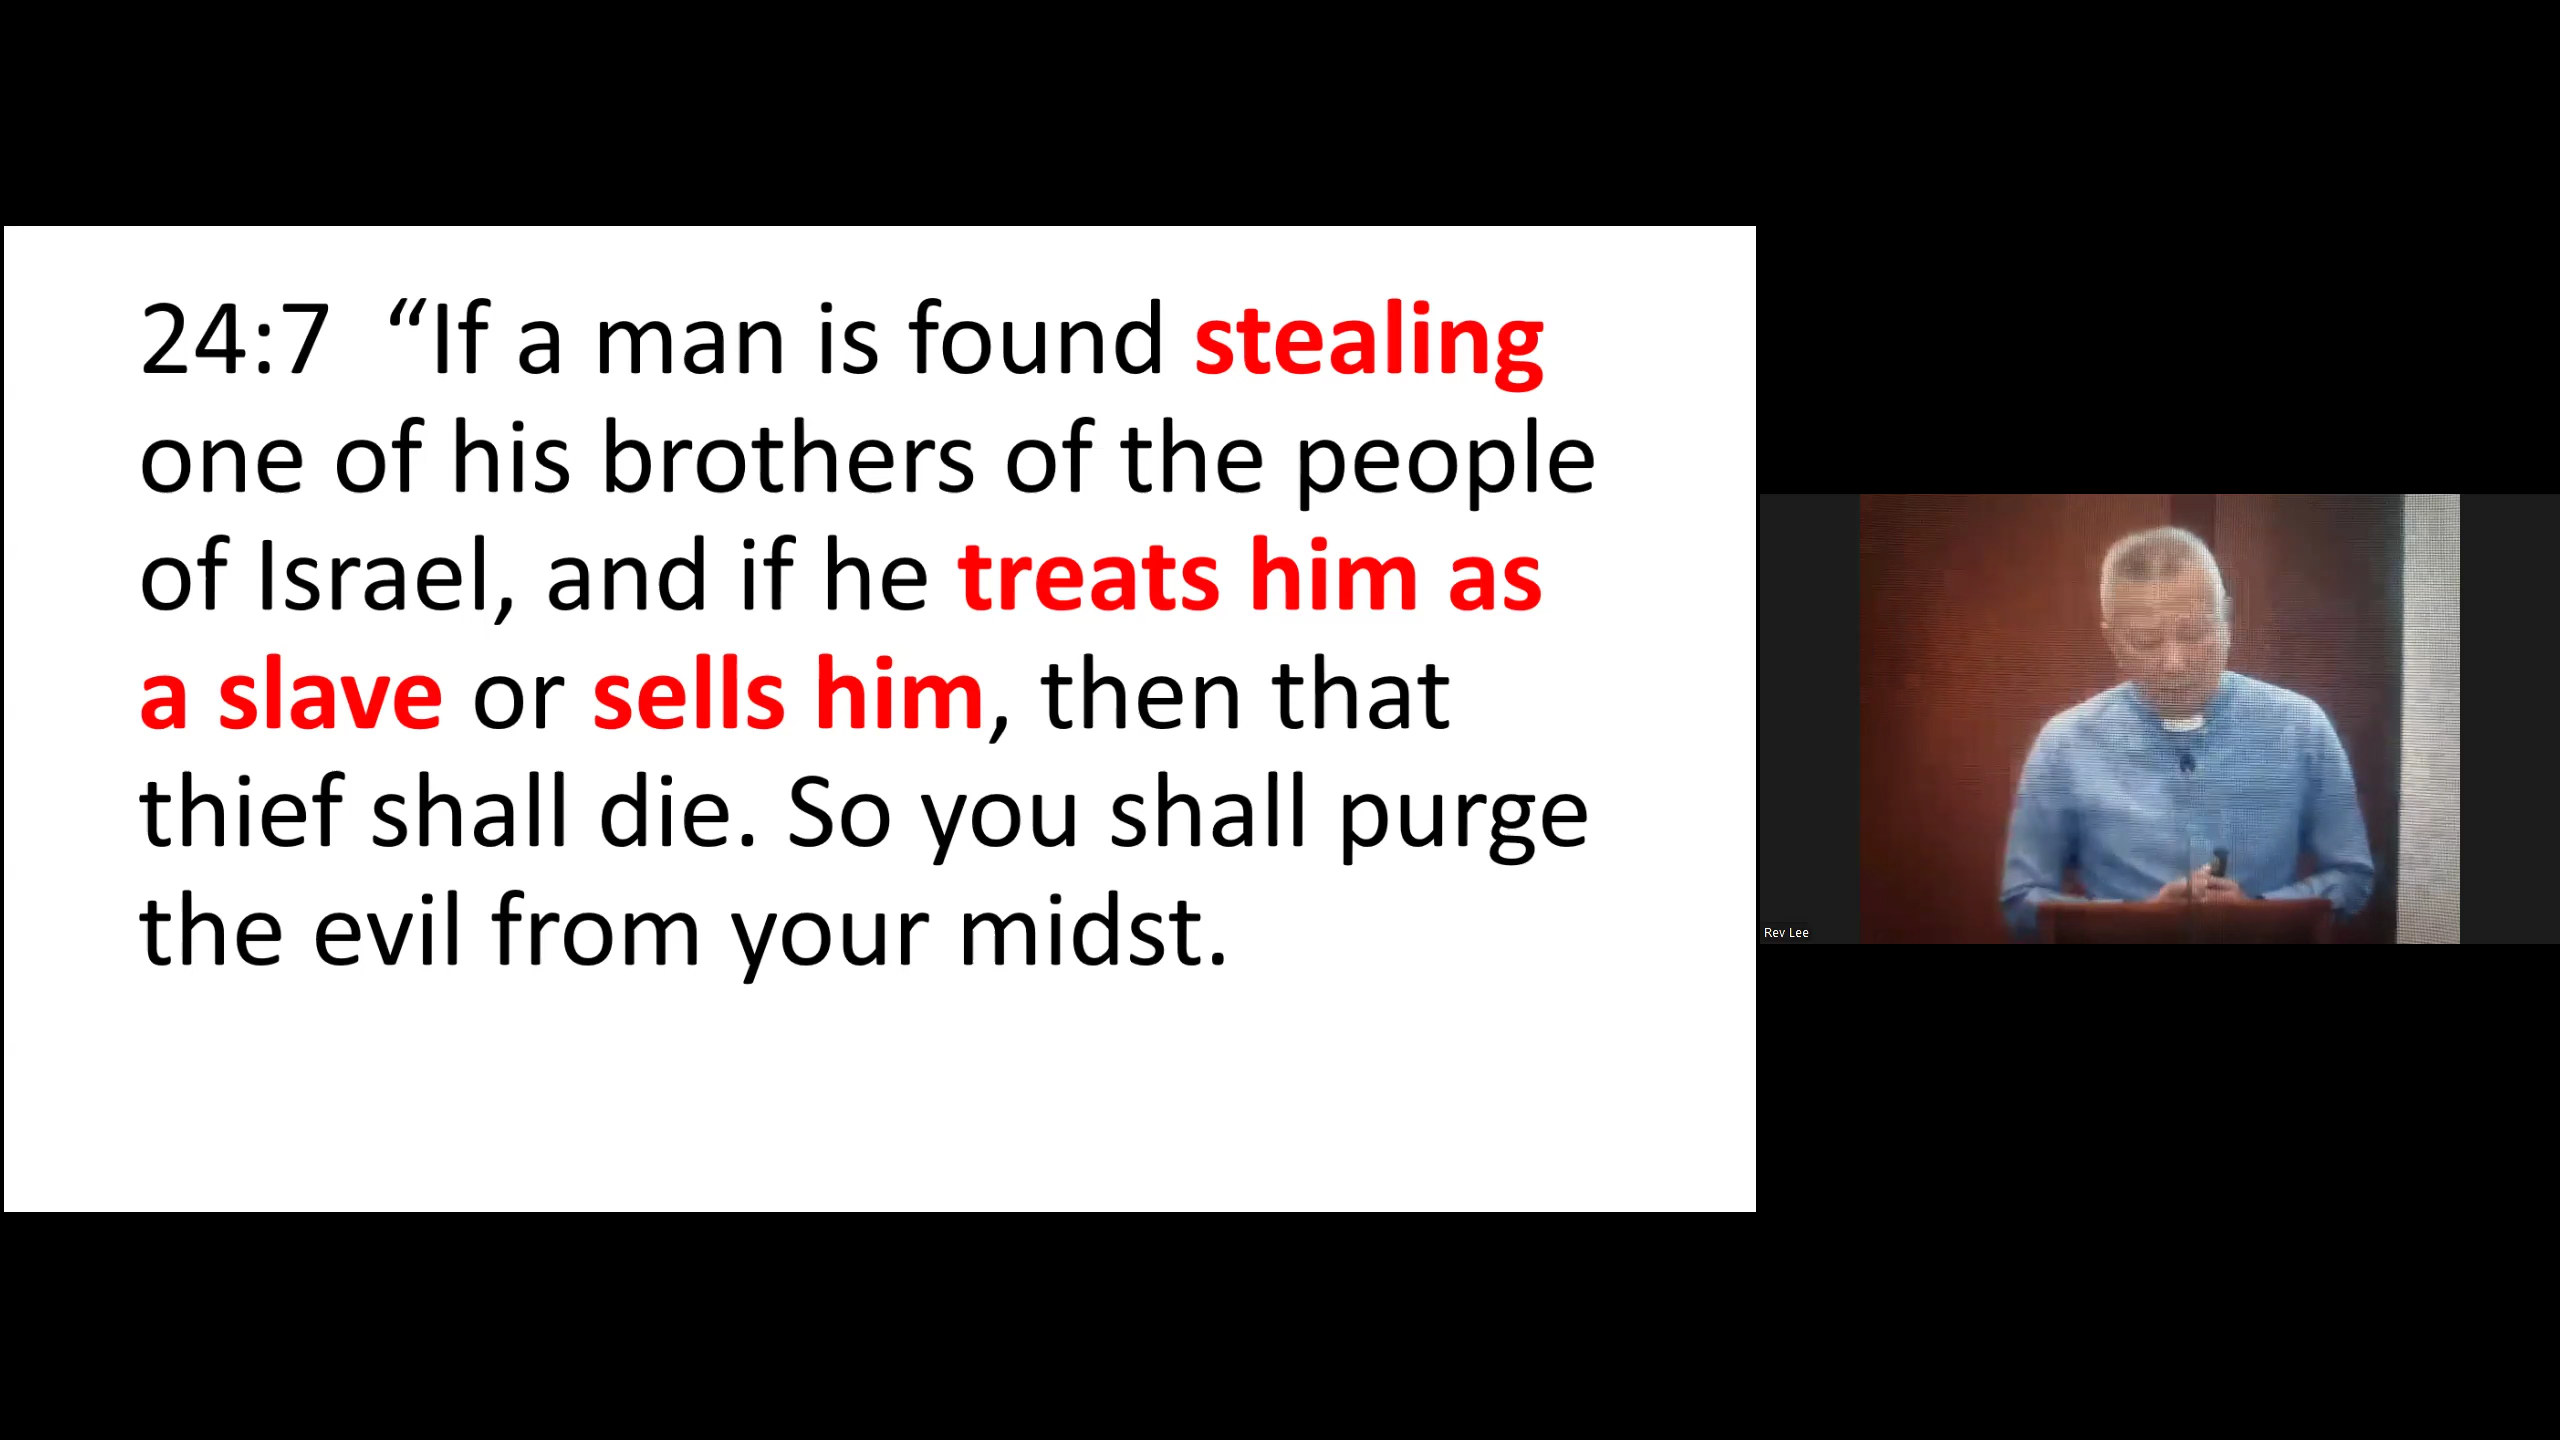 24:7 “If a man is found stealing
one of his brothers of the people
of Israel, and if he treats him as
a slave or sells him, then that
thief shall die. So you shall purge
the evil from your midst.
Rev Lee